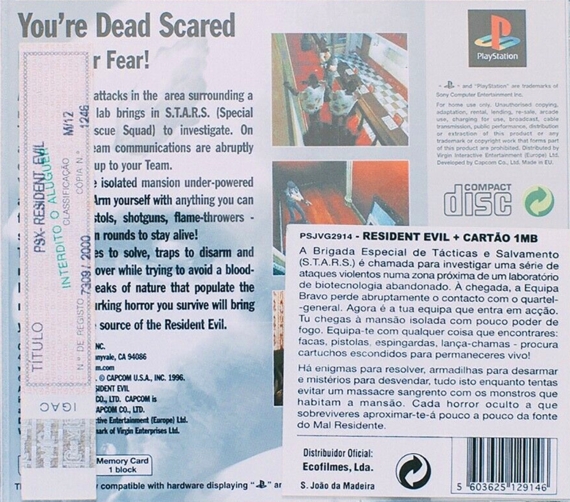 You're Dead Scared
r Fear!
attacks in the area surrounding a
lab brings in S.T.A.R.S. (Special
scue Squad) to investigate. On
eam communications are abruptly
up to your Team.
e isolated mansion under-powered
Arm yourself with anything you can
stols, shotguns, flame-throwers -
n rounds to stay alive!
es to solve, traps to disarm and
over while trying to avoid a blood-
eaks of nature that populate the
urking horror you survive will bring
source of the Resident Evil.
INC.
nyvale, CA 94086
.com
© CAPCOM U.S.A., INC. 1996.
ESIDENT EVIL
CO., LTD. is
APCOM CO., LTD.
ctive Entertainment (Europe) Ltd.
mark of Virgin Enterprises Ltd.
Memory Card
1 block
compatible with hardware displaying " " and
TÍTULO
PSX- RESIDENT EVIL
INTERDITO O ALUGUER
CLASSIFICAÇÃO
M/12
N.º DE REGISTO
7309/2000
CÓPIA N.º
1246
IGAC
PlayStation
" " and "PlayStation" are trademarks of
Sony Computer Entertainment Inc.
For home use only. Unauthorised copying,
adaptation, rental, lending, re-sale, arcade
use, charging for use, broadcast, cable
transmission, public performance, distribution
or extraction of this product or any
trademark or copyright work that forms part
of this product are prohibited. Distributed by
Virgin Interactive Entertainment (Europe) Ltd.
Developed by Capcom Co., Ltd. Made in EU.
COMPACT
disc
PSJVG2914 - RESIDENT EVIL + CARTÃO 1MB
A Brigada Especial de Tácticas e Salvamento
(S.T.A.R.S.) é chamada para investigar uma série de
ataques violentos numa zona próxima de um laboratório
de biotecnologia abandonado. À chegada, a Equipa
Bravo perde abruptamente o contacto com o quartel-
-general. Agora é a tua equipa que entra em acção.
Tu chegas à mansão isolada com pouco poder de
fogo. Equipa-te com qualquer coisa que encontrares:
facas, pistolas, espingardas, lança-chamas - procura
cartuchos escondidos para permaneceres vivo!
Há enigmas para resolver, armadilhas para desarmar
e mistérios para desvendar, tudo isto enquanto tentas
evitar um massacre sangrento com os monstros que
habitam a mansão. Cada horror oculto a que
sobreviveres aproximar-te-á pouco a pouco da fonte
do Mal Residente.
Distribuidor Oficial:
Ecofilmes, Lda.
S. João da Madeira
5 603625 129146